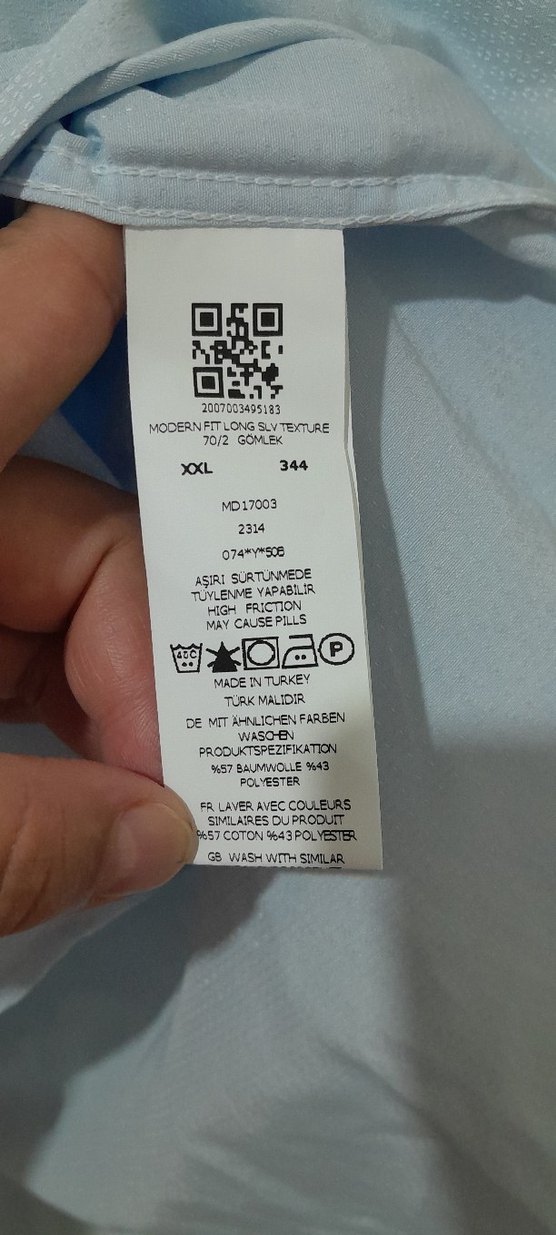 2007003495183
MODERN FIT LONG SLV TEXTURE
70/2 GÖMLEK
XXL 344
MD17003
2314
074*Y*508
AŞIRI SÜRTÜNMEDE
TÜYLENME YAPABİLİR
HIGH FRICTION
MAY CAUSE PILLS
40C P
MADE IN TURKEY
TÜRK MALIDIR
DE MIT ÄHNLICHEN FARBEN
WASCHEN
PRODUKTSPEZIFIKATION
%57 BAUMWOLLE %43
POLYESTER
FR LAVER AVEC COULEURS
SIMILAIRES DU PRODUIT
%57 COTON %43 POLYESTER
GB WASH WITH SIMILAR